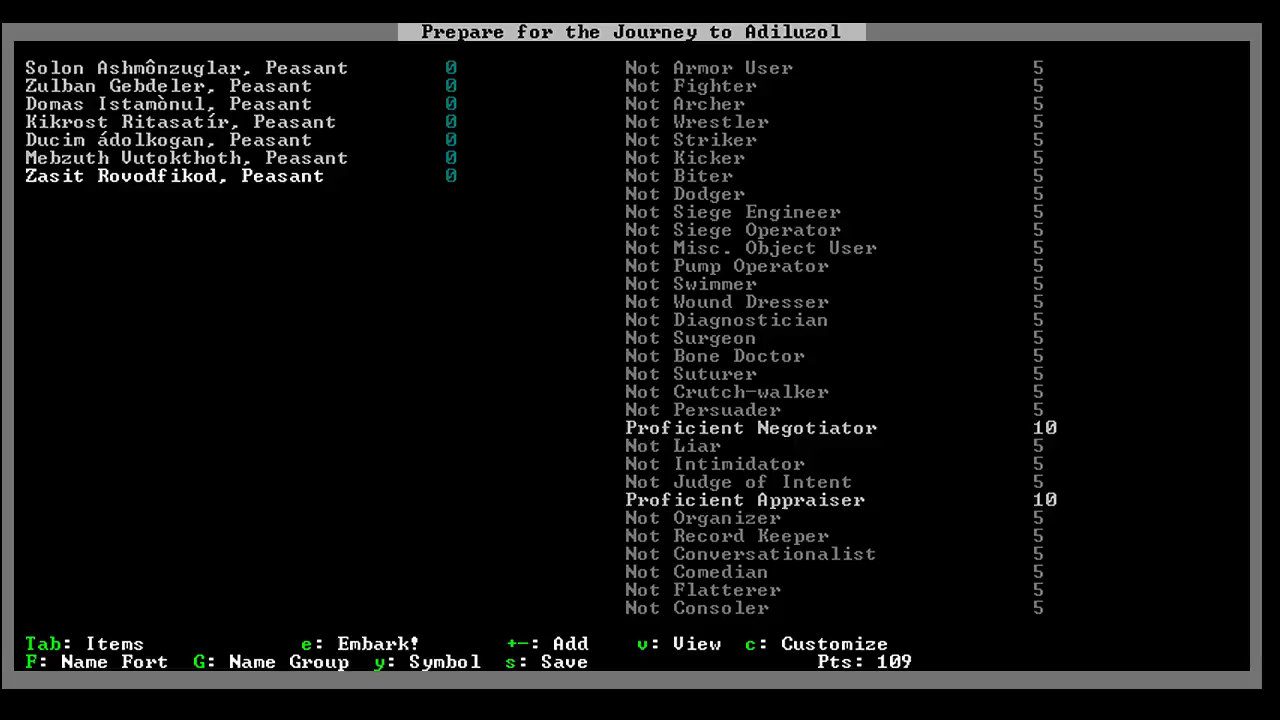 Prepare for the Journey to Adiluzol
Solon Ashmônzuglar, Peasant 0 Not Armor User 5
Zulban Gebdeler, Peasant 0 Not Fighter 5
Domas Istamònul, Peasant 0 Not Archer 5
Kikrost Ritasatír, Peasant 0 Not Wrestler 5
Ducim ádolkogan, Peasant 0 Not Striker 5
Mebzuth Vutokthoth, Peasant 0 Not Kicker 5
Zasit Rovodfikod, Peasant 0 Not Biter 5
Not Dodger 5
Not Siege Engineer 5
Not Siege Operator 5
Not Misc. Object User 5
Not Pump Operator 5
Not Swimmer 5
Not Wound Dresser 5
Not Diagnostician 5
Not Surgeon 5
Not Bone Doctor 5
Not Suturer 5
Not Crutch-walker 5
Not Persuader 5
Proficient Negotiator 10
Not Liar 5
Not Intimidator 5
Not Judge of Intent 5
Proficient Appraiser 10
Not Organizer 5
Not Record Keeper 5
Not Conversationalist 5
Not Comedian 5
Not Flatterer 5
Not Consoler 5
Tab: Items e: Embark! +-: Add v: View c: Customize
F: Name Fort G: Name Group y: Symbol s: Save Pts: 109